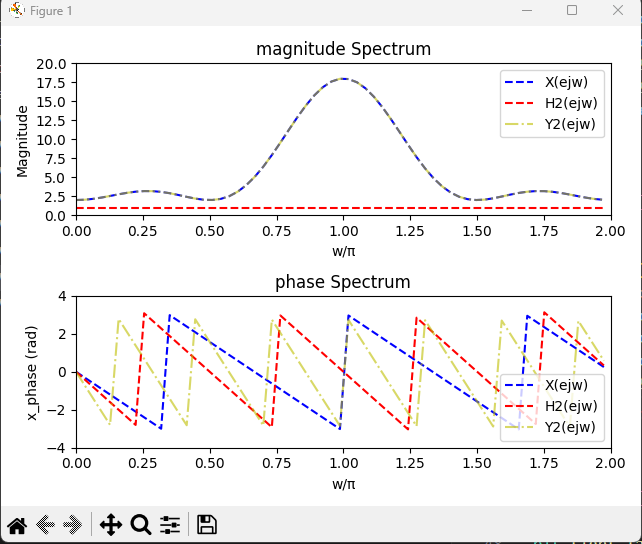 Figure 1
magnitude Spectrum
20.0
17.5
15.0
12.5
10.0
7.5
5.0
2.5
0.0
Magnitude
X(ejw)
H2(ejw)
Y2(ejw)
0.00 0.25 0.50 0.75 1.00 1.25 1.50 1.75 2.00
w/π
phase Spectrum
4
2
0
−2
−4
x_phase (rad)
X(ejw)
H2(ejw)
Y2(ejw)
0.00 0.25 0.50 0.75 1.00 1.25 1.50 1.75 2.00
w/π